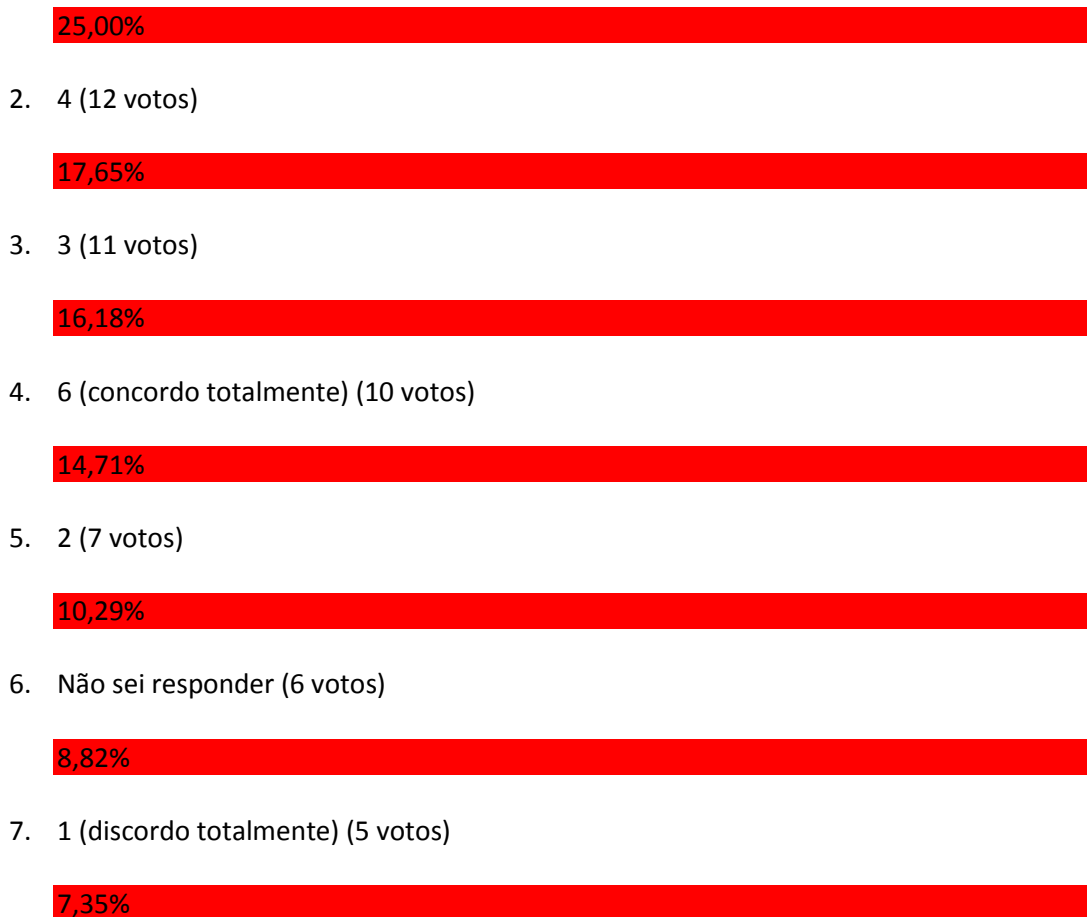 25,00%
2. 4 (12 votos)
17,65%
3. 3 (11 votos)
16,18%
4. 6 (concordo totalmente) (10 votos)
14,71%
5. 2 (7 votos)
10,29%
6. Não sei responder (6 votos)
8,82%
7. 1 (discordo totalmente) (5 votos)
7,35%